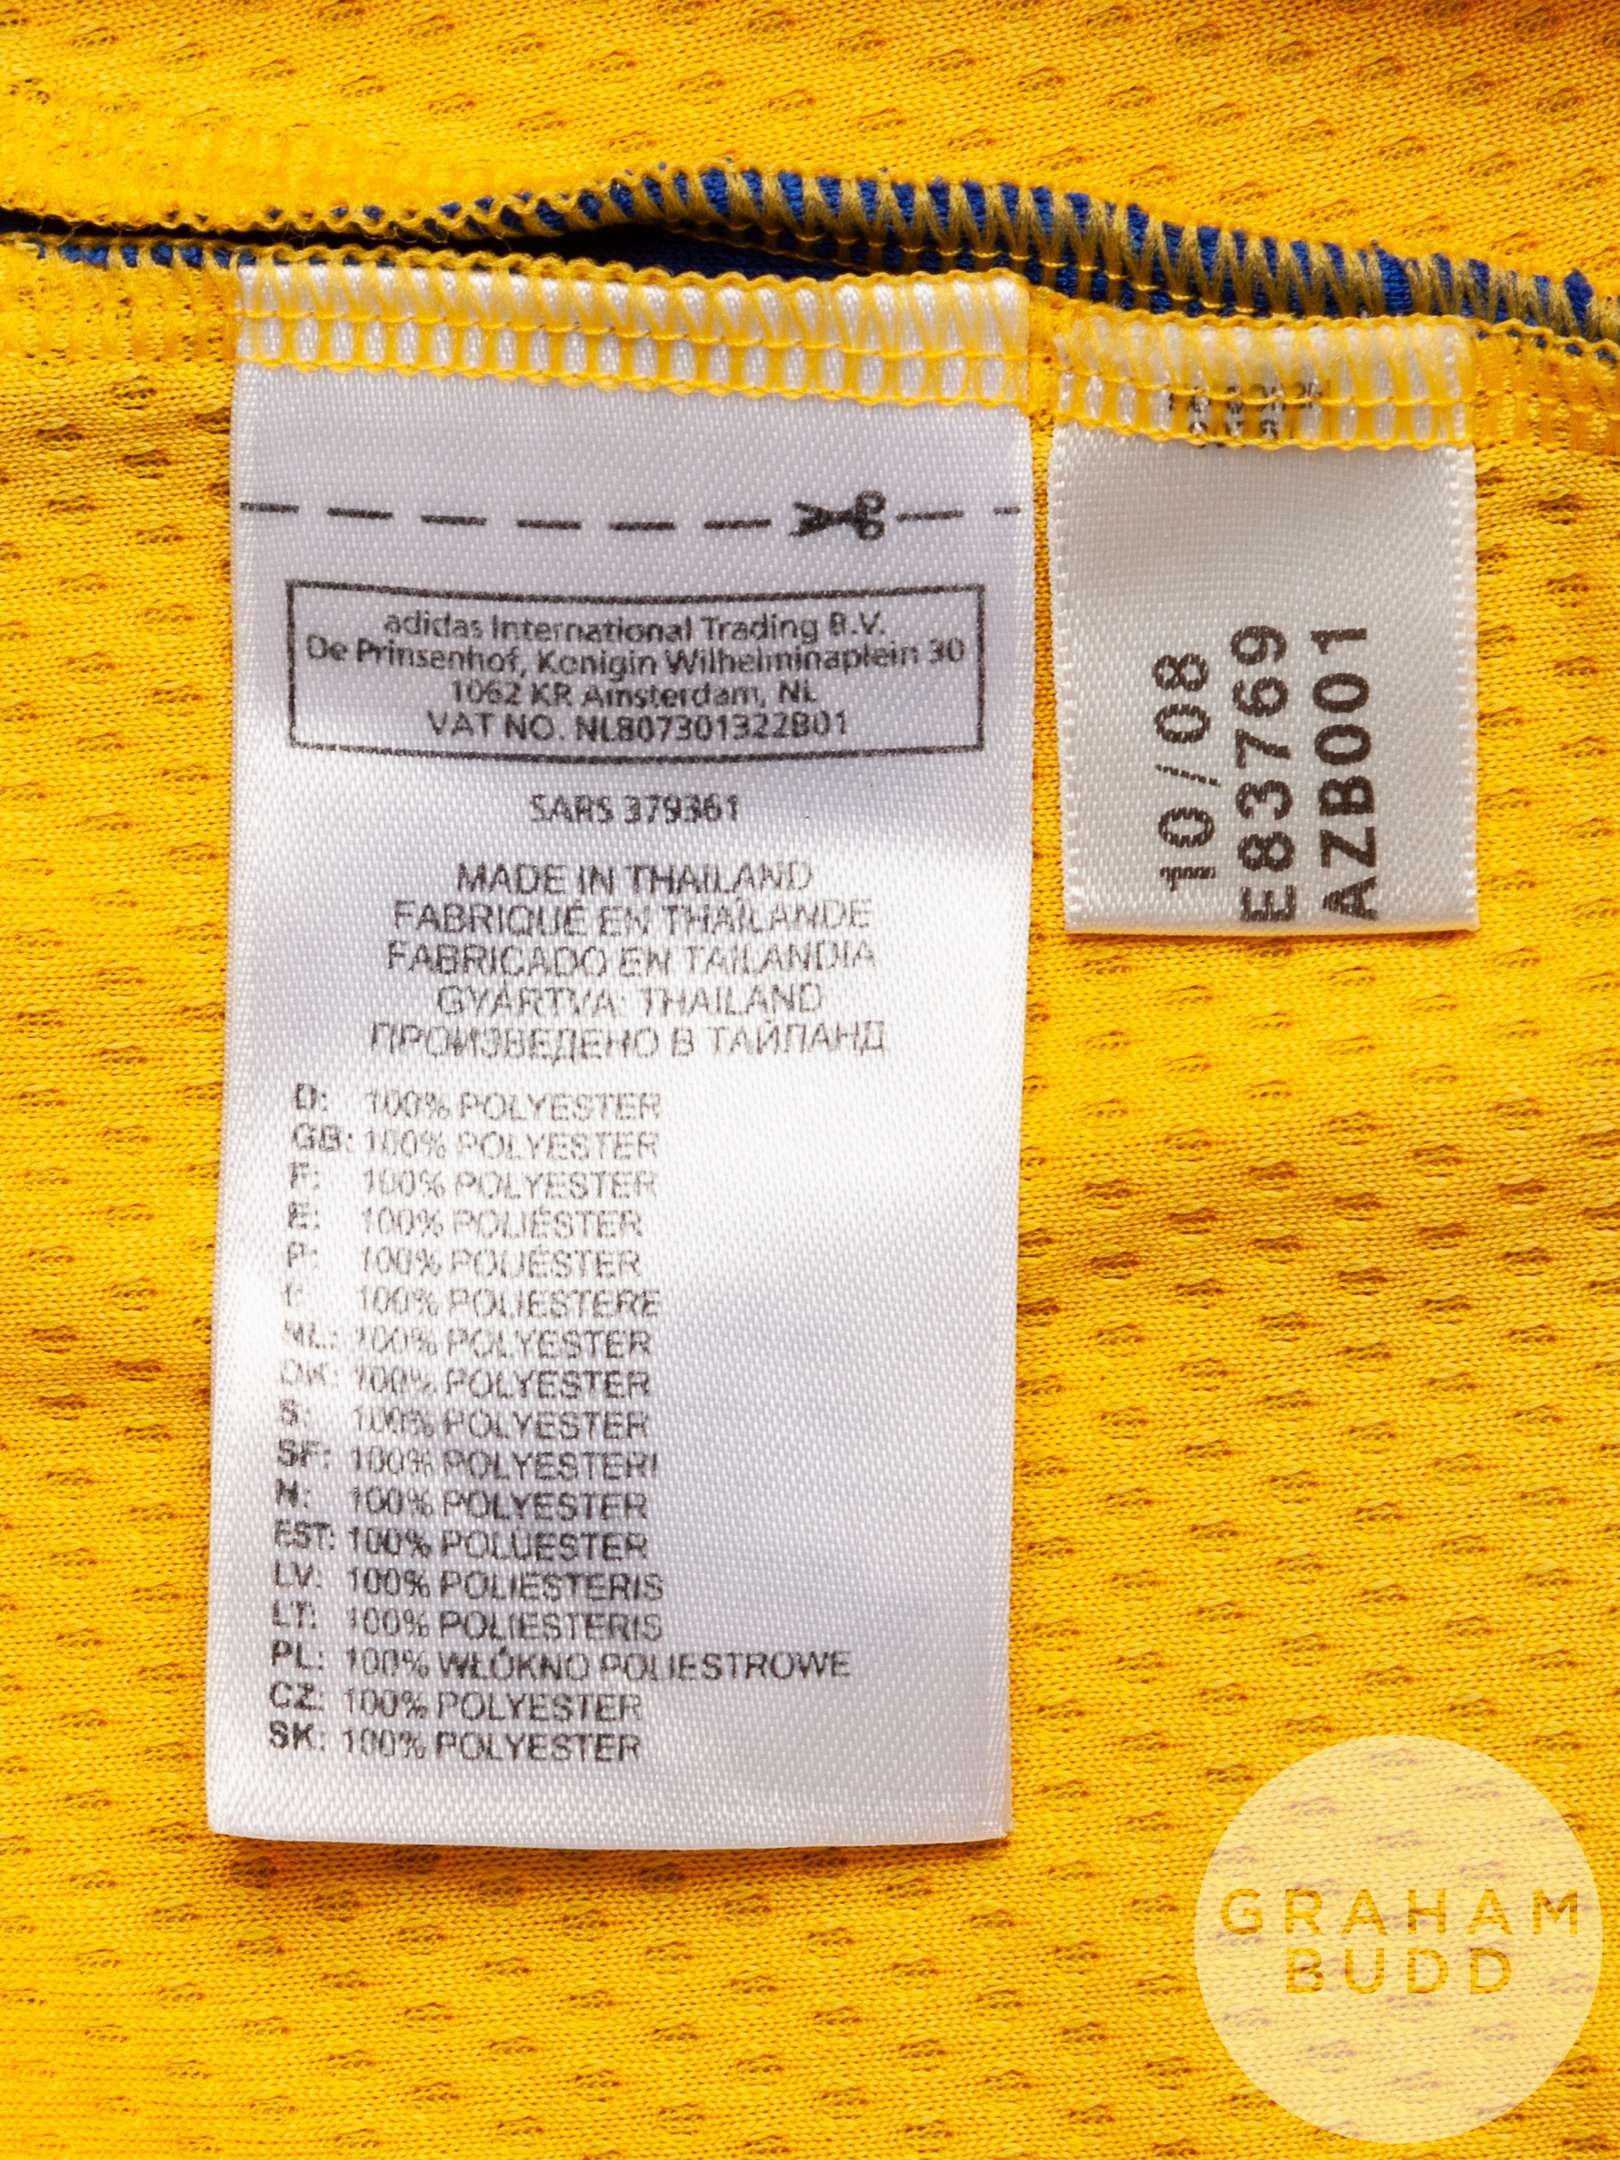 adidas International Trading B.V.
De Prinsenhof, Konigin Wilhelminaplein 30
1062 KR Amsterdam, NL
VAT NO. NL807301322B01
SARS 379361
MADE IN THAILAND
FABRIQUÉ EN THAÏLANDE
FABRICADO EN TAILANDIA
GYÁRTVA: THAILAND
ПРОИЗВЕДЕНО В ТАЙЛАНД
D: 100% POLYESTER
GB: 100% POLYESTER
F: 100% POLYESTER
E: 100% POLIÉSTER
P: 100% POLIÉSTER
I: 100% POLIESTERE
NL: 100% POLYESTER
DK: 100% POLYESTER
S: 100% POLYESTER
SF: 100% POLYESTERI
N: 100% POLYESTER
EST: 100% POLÜESTER
LV: 100% POLIESTERIS
LT: 100% POLIESTERIS
PL: 100% WŁÓKNO POLIESTROWE
CZ: 100% POLYESTER
SK: 100% POLYESTER
10/08
E83769
AZB001
GRAHAM
BUDD